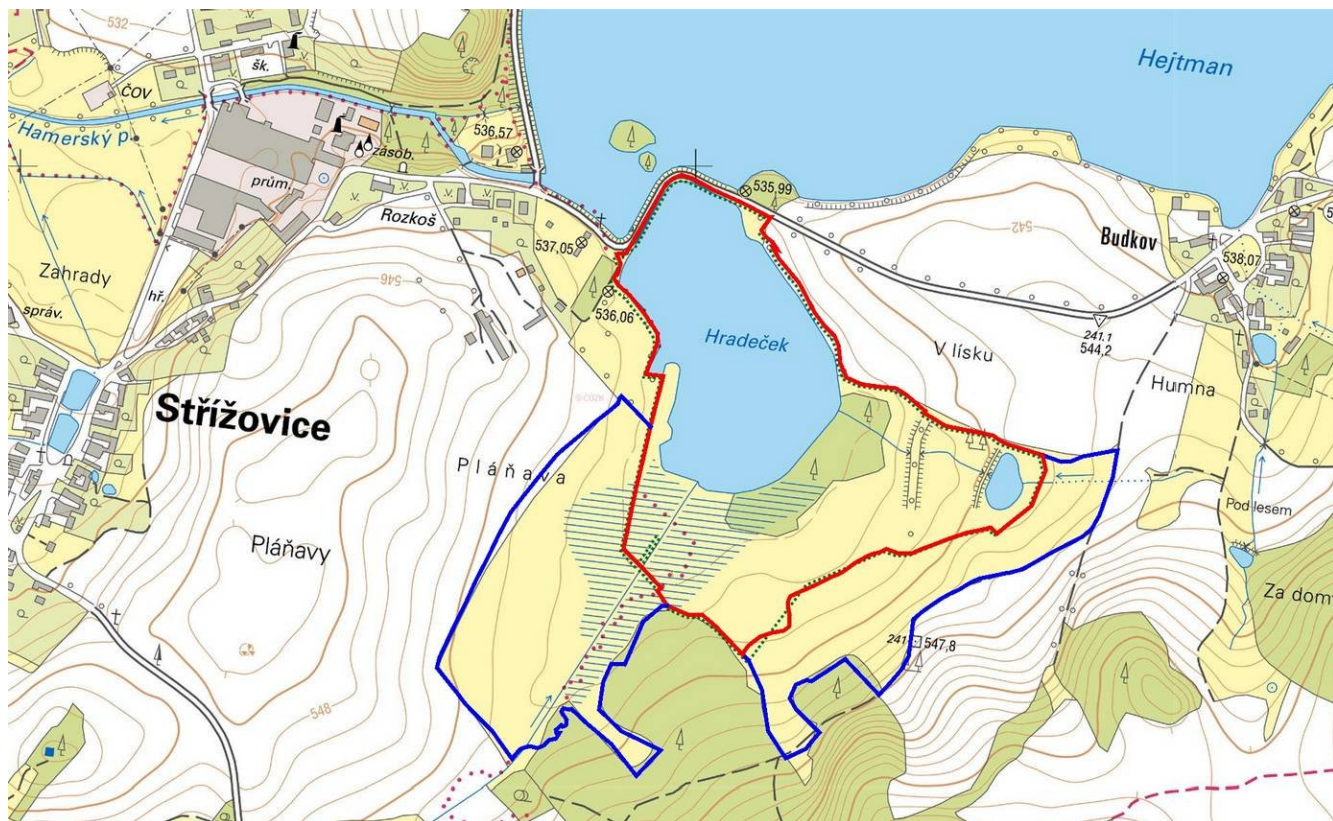 532
šk.
Hejtman
ČOV
Hamerský p.
536,57
zásob.
prům.
535,99
Rozkoš
542
Budkov
537,05
538,07
Zahrady
546
hř.
536,06
správ.
241.1
544,2
Hradeček
V lísku
Humna
Střížovice
Pláňava
Pod lesem
Pláňavy
Za dom
241
547,8
548